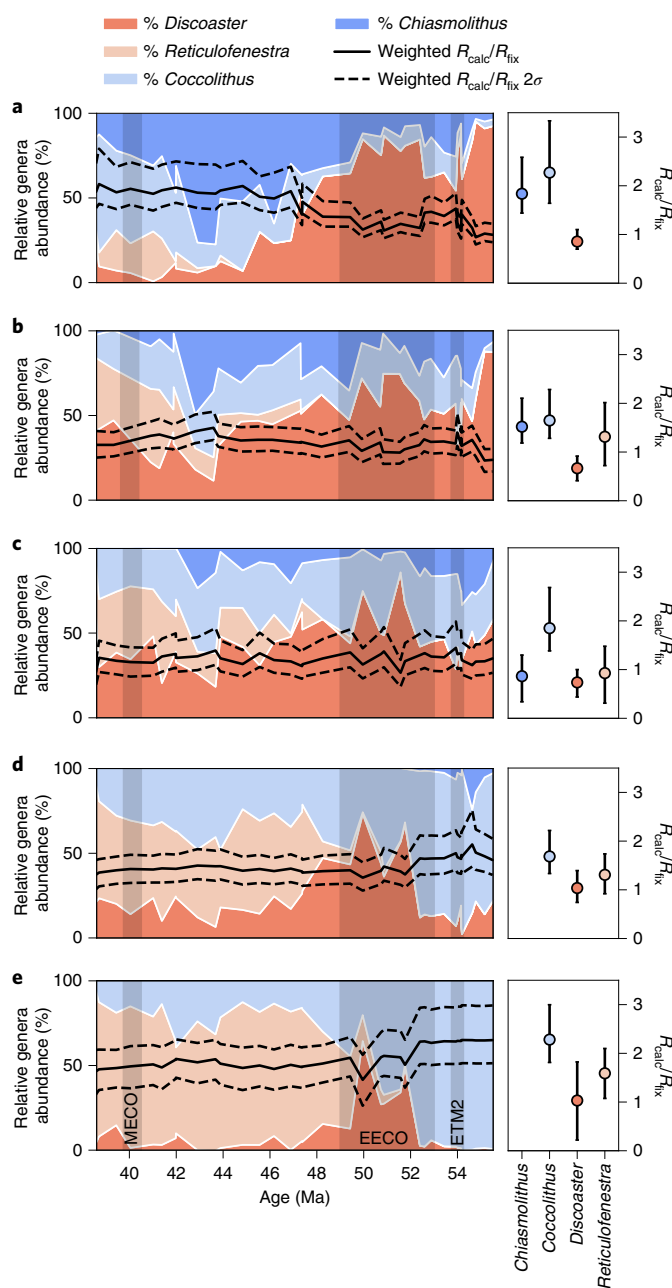 % Discoaster
% Chiasmolithus
% Reticulofenestra
Weighted Rcalc/Rfix
% Coccolithus
Weighted Rcalc/Rfix 2σ
a
Relative genera
abundance (%)
100
50
0
3
2
1
0
Rcalc/Rfix
b
Relative genera
abundance (%)
100
50
0
3
2
1
0
Rcalc/Rfix
c
Relative genera
abundance (%)
100
50
0
3
2
1
0
Rcalc/Rfix
d
Relative genera
abundance (%)
100
50
0
3
2
1
0
Rcalc/Rfix
e
Relative genera
abundance (%)
100
50
0
MECO
EECO
ETM2
3
2
1
0
Rcalc/Rfix
40 42 44 46 48 50 52 54
Age (Ma)
Chiasmolithus
Coccolithus
Discoaster
Reticulofenestra